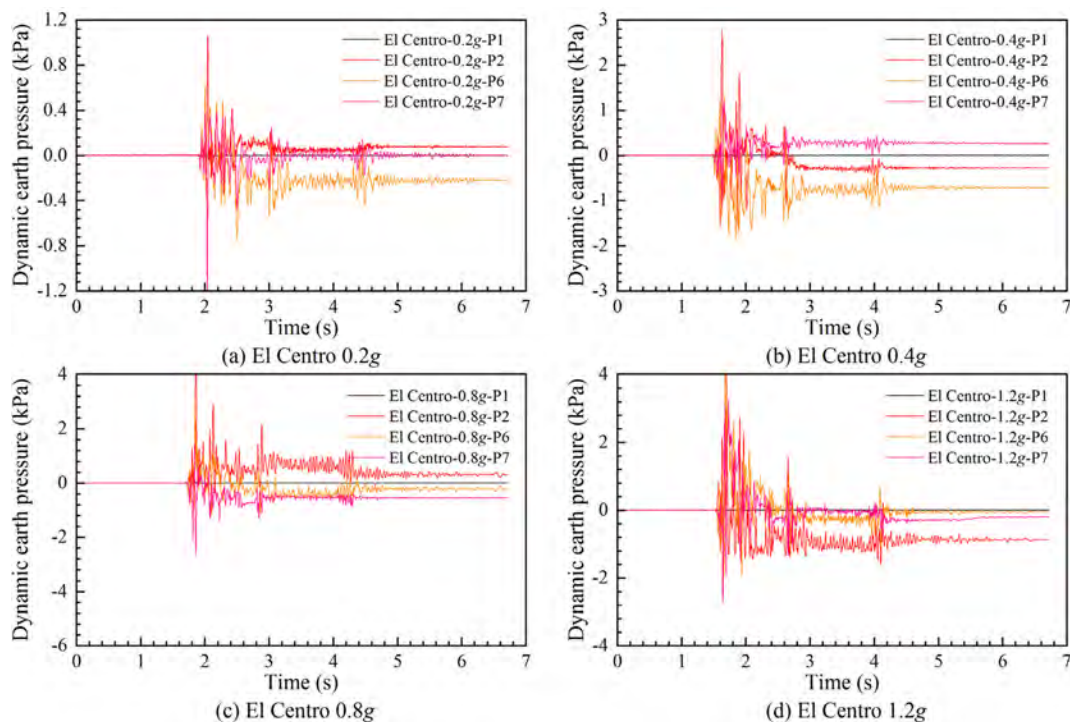 Dynamic earth pressure (kPa)
1.2
0.8
0.4
0.0
-0.4
-0.8
-1.2
El Centro-0.2g-P1
El Centro-0.2g-P2
El Centro-0.2g-P6
El Centro-0.2g-P7
0 1 2 3 4 5 6 7
Time (s)
(a) El Centro 0.2g
Dynamic earth pressure (kPa)
3
2
1
0
-1
-2
-3
El Centro-0.4g-P1
El Centro-0.4g-P2
El Centro-0.4g-P6
El Centro-0.4g-P7
0 1 2 3 4 5 6 7
Time (s)
(b) El Centro 0.4g
Dynamic earth pressure (kPa)
4
2
0
-2
-4
-6
El Centro-0.8g-P1
El Centro-0.8g-P2
El Centro-0.8g-P6
El Centro-0.8g-P7
0 1 2 3 4 5 6 7
Time (s)
(c) El Centro 0.8g
Dynamic earth pressure (kPa)
4
2
0
-2
-4
El Centro-1.2g-P1
El Centro-1.2g-P2
El Centro-1.2g-P6
El Centro-1.2g-P7
0 1 2 3 4 5 6 7
Time (s)
(d) El Centro 1.2g